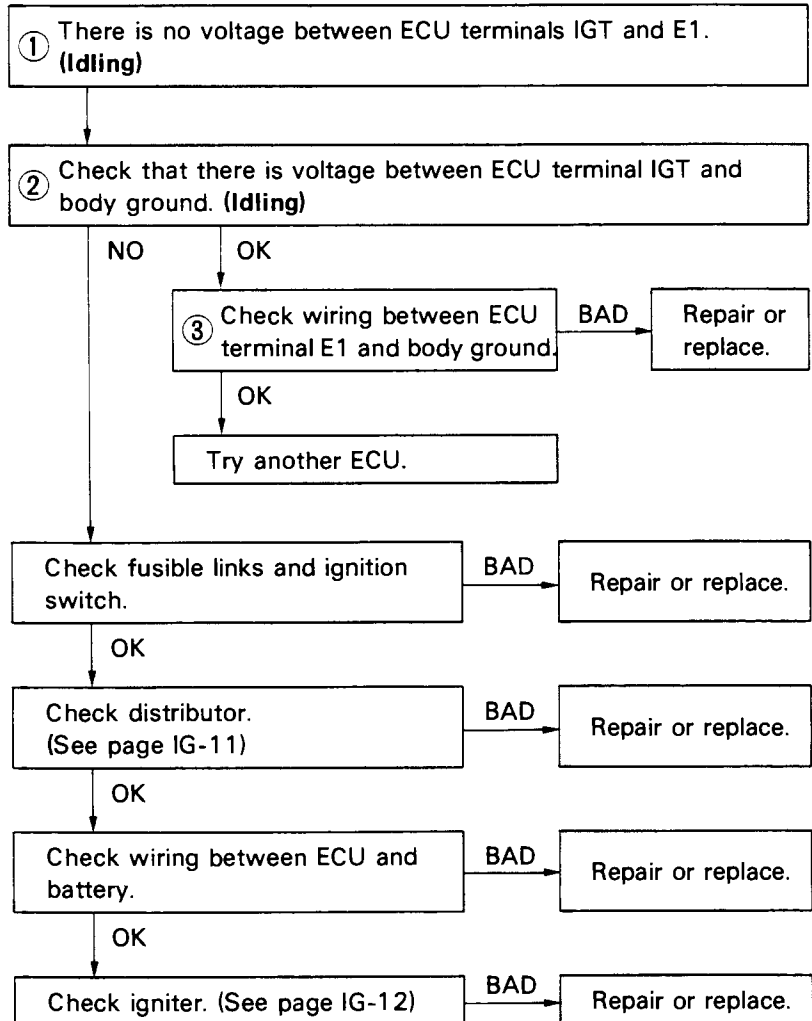 ① There is no voltage between ECU terminals IGT and E1.
(Idling)
② Check that there is voltage between ECU terminal IGT and
body ground. (Idling)
NO
OK
③ Check wiring between ECU
terminal E1 and body ground.
BAD
Repair or
replace.
OK
Try another ECU.
Check fusible links and ignition
switch.
BAD
Repair or replace.
OK
Check distributor.
(See page IG-11)
BAD
Repair or replace.
OK
Check wiring between ECU and
battery.
BAD
Repair or replace.
OK
Check igniter. (See page IG-12)
BAD
Repair or replace.